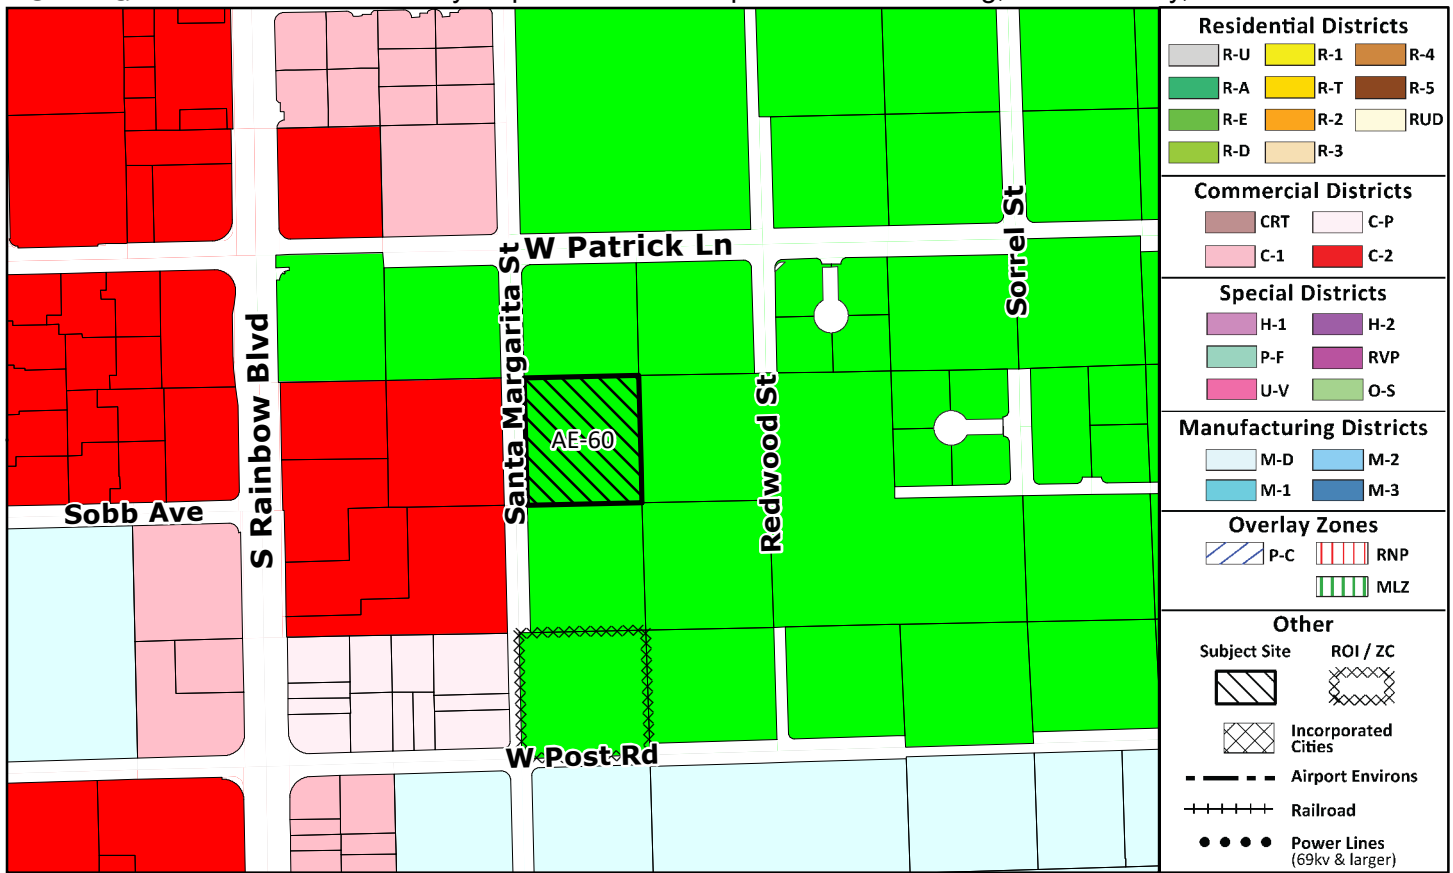 W Patrick Ln
Santa Margarita St
Sorrel St
S Rainbow Blvd
Redwood St
AE-60
Sobb Ave
W Post Rd
Residential Districts
R-U
R-1
R-4
R-A
R-T
R-5
R-E
R-2
RUD
R-D
R-3
Commercial Districts
CRT
C-P
C-1
C-2
Special Districts
H-1
H-2
P-F
RVP
U-V
O-S
Manufacturing Districts
M-D
M-2
M-1
M-3
Overlay Zones
P-C
RNP
MLZ
Other
Subject Site
ROI / ZC
Incorporated
Cities
Airport Environs
Railroad
Power Lines
(69kv & larger)